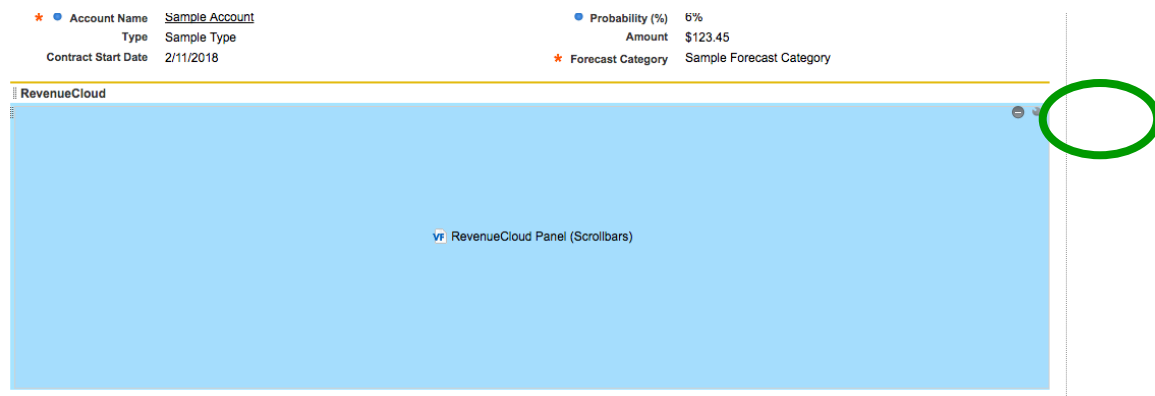 * Account Name Sample Account
Probability (%) 6%
Type Sample Type
Amount $123.45
Contract Start Date 2/11/2018
* Forecast Category Sample Forecast Category
RevenueCloud
VF RevenueCloud Panel (Scrollbars)